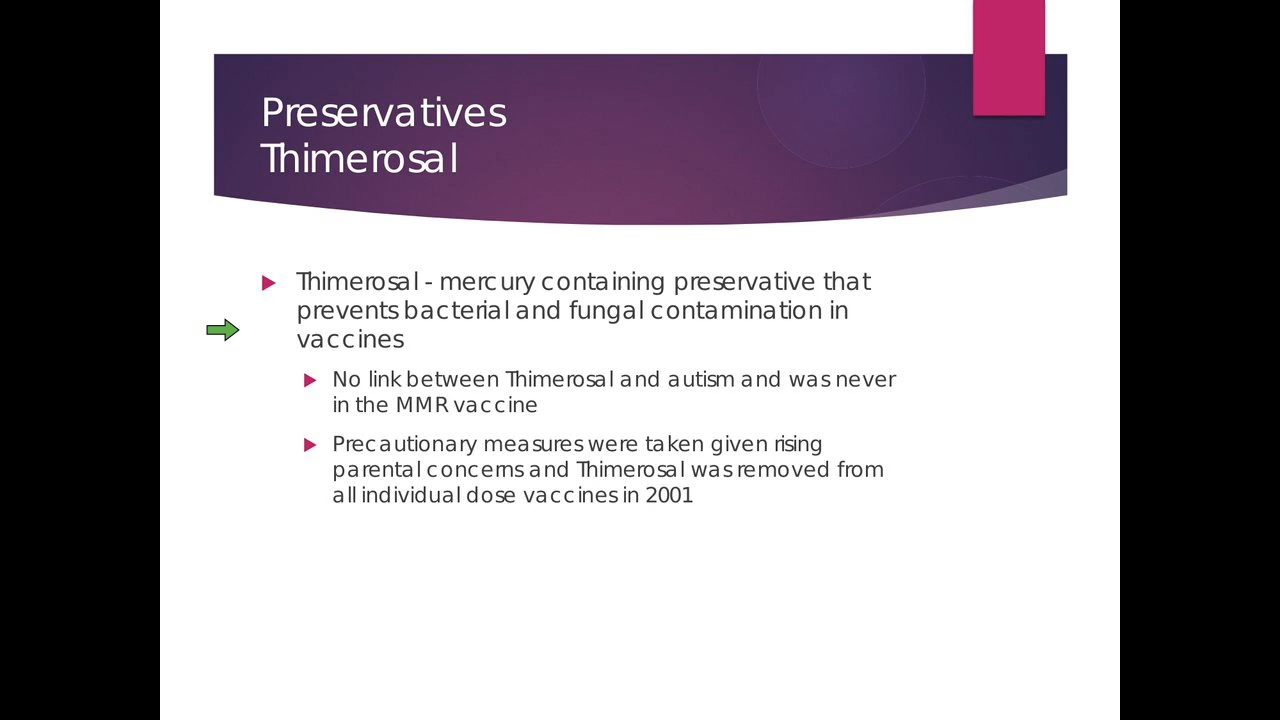 Preservatives
Thimerosal
Thimerosal - mercury containing preservative that
prevents bacterial and fungal contamination in
vaccines
No link between Thimerosal and autism and was never
in the MMR vaccine
Precautionary measures were taken given rising
parental concerns and Thimerosal was removed from
all individual dose vaccines in 2001